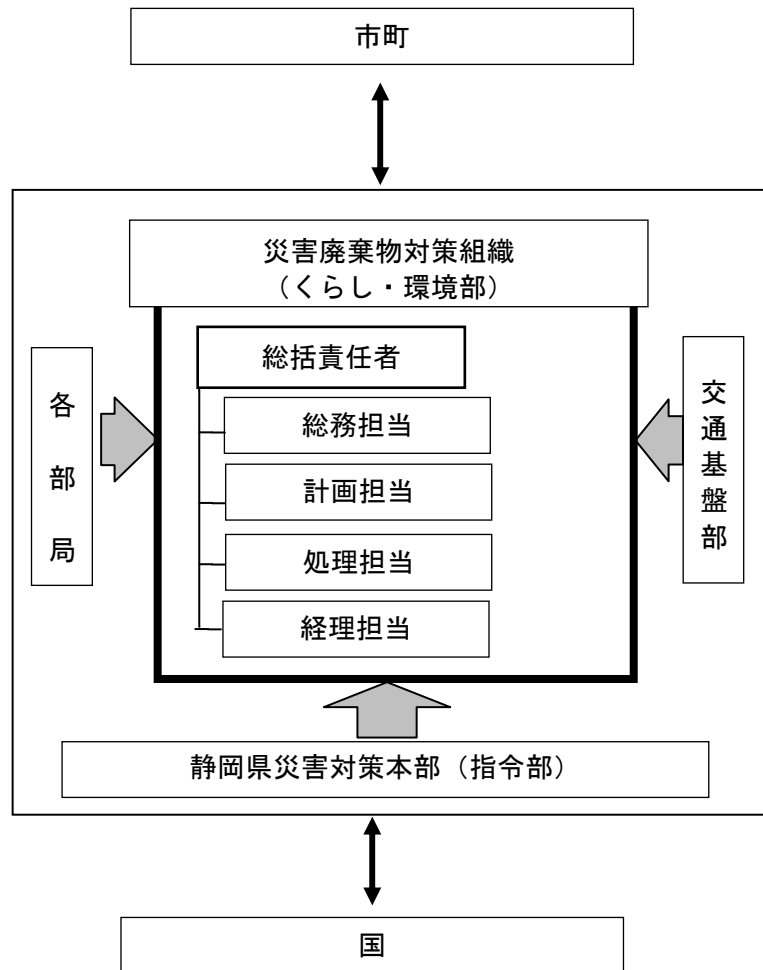 市町
災害廃棄物対策組織
（くらし・環境部）
総括責任者
総務担当
計画担当
処理担当
経理担当
各部局
交通基盤部
静岡県災害対策本部（指令部）
国